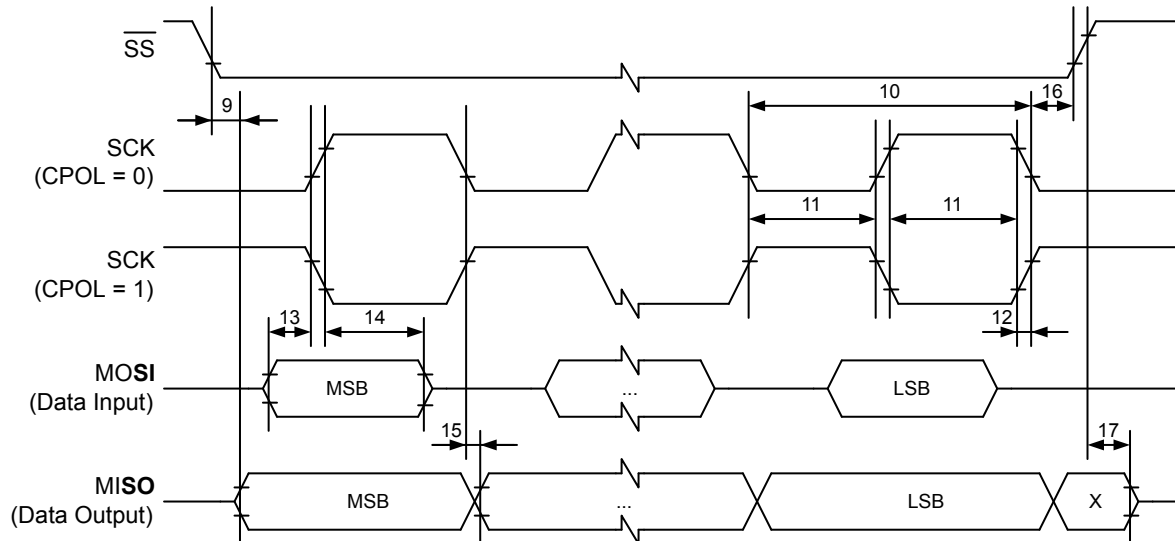 SS
9
10
16
SCK
(CPOL = 0)
11
11
SCK
(CPOL = 1)
13
14
12
MOSI
(Data Input)
MSB
...
LSB
15
17
MISO
(Data Output)
MSB
...
LSB
X